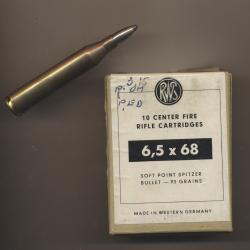 RWS
10 CENTER FIRE
RIFLE CARTRIDGES
6,5 x 68
SOFT POINT SPITZER
BULLET — 93 GRAINS
MADE IN WESTERN GERMANY